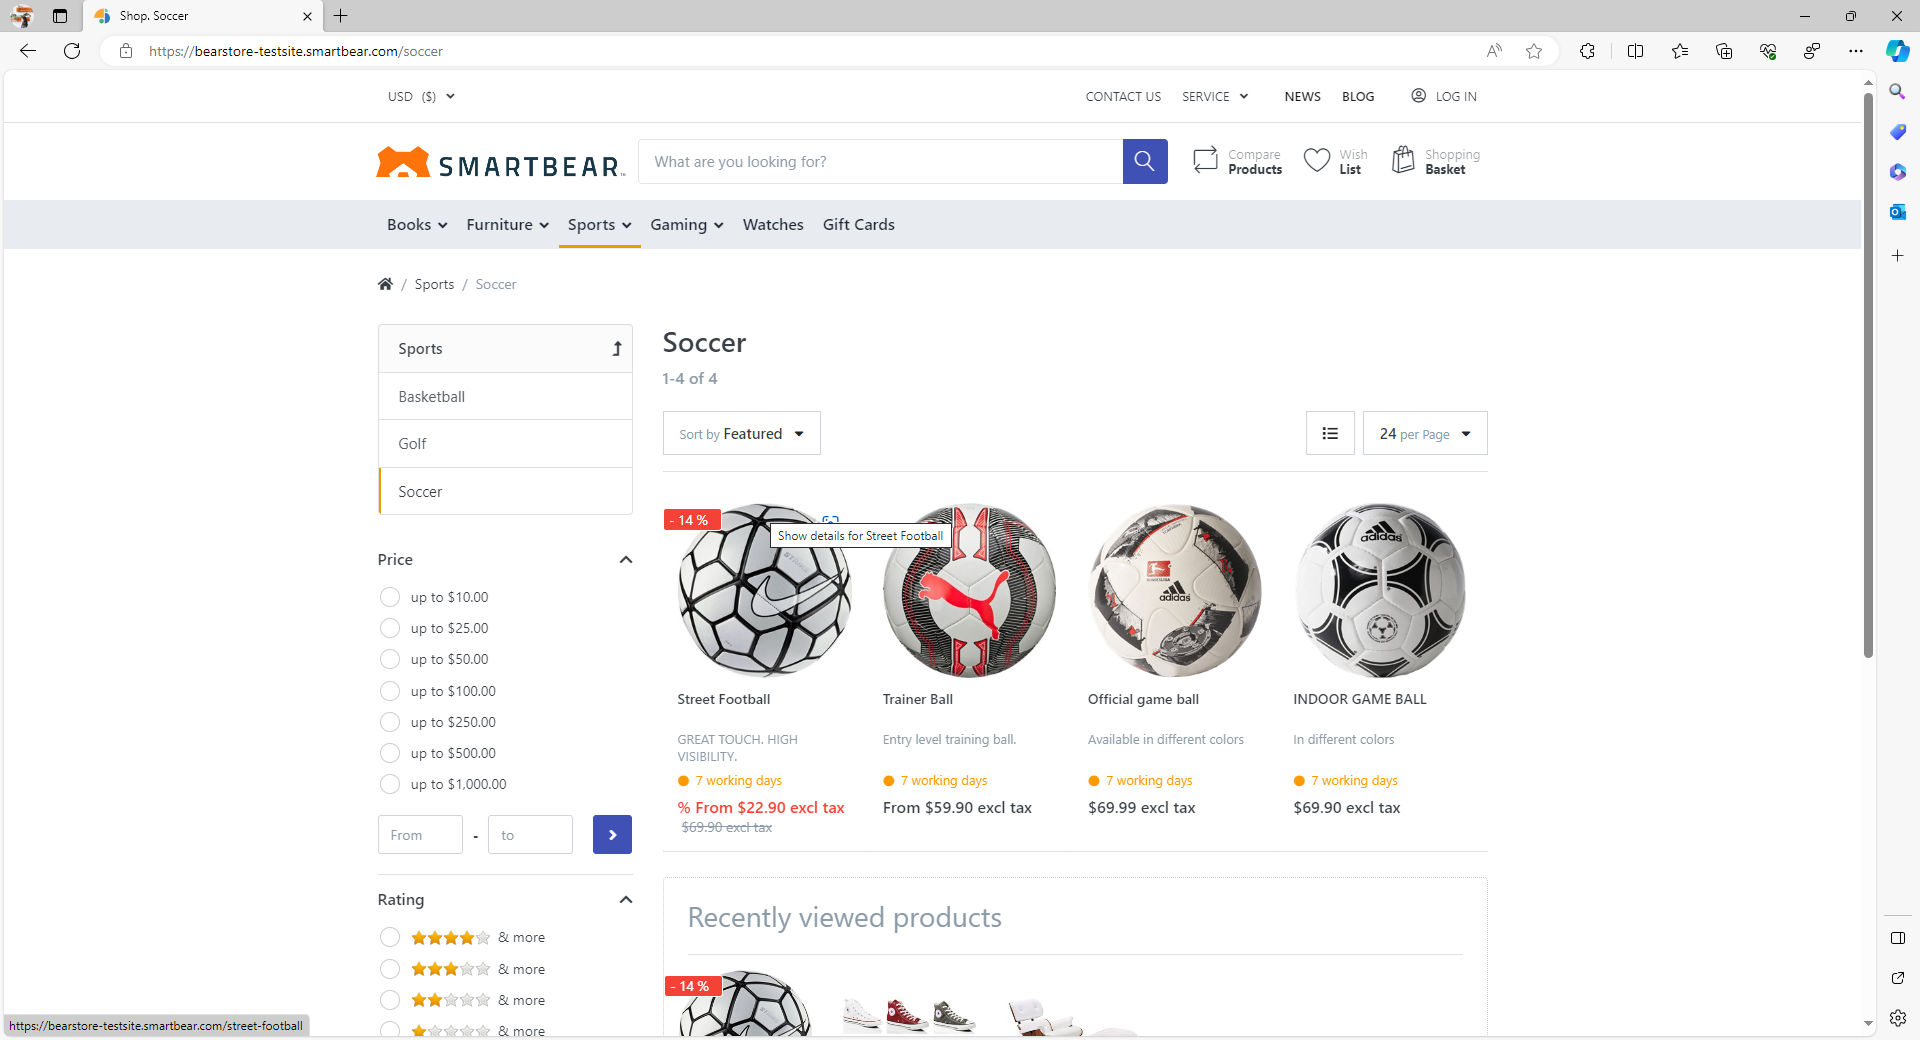 Shop. Soccer
https://bearstore-testsite.smartbear.com/soccer
USD ($)
CONTACT US
SERVICE
NEWS
BLOG
LOG IN
SMARTBEAR
What are you looking for?
Compare
Products
Wish
List
Shopping
Basket
Books
Furniture
Sports
Gaming
Watches
Gift Cards
/ Sports / Soccer
Sports
Basketball
Golf
Soccer
Price
up to $10.00
up to $25.00
up to $50.00
up to $100.00
up to $250.00
up to $500.00
up to $1,000.00
From - to
Rating
& more
& more
& more
& more
Soccer
1-4 of 4
Sort by Featured
24 per Page
- 14 %
Show details for Street Football
adidas
adidas
Street Football
GREAT TOUCH. HIGH
VISIBILITY.
7 working days
% From $22.90 excl tax
$69.90 excl tax
Trainer Ball
Entry level training ball.
7 working days
From $59.90 excl tax
Official game ball
Available in different colors
7 working days
$69.99 excl tax
INDOOR GAME BALL
In different colors
7 working days
$69.90 excl tax
Recently viewed products
- 14 %
https://bearstore-testsite.smartbear.com/street-football